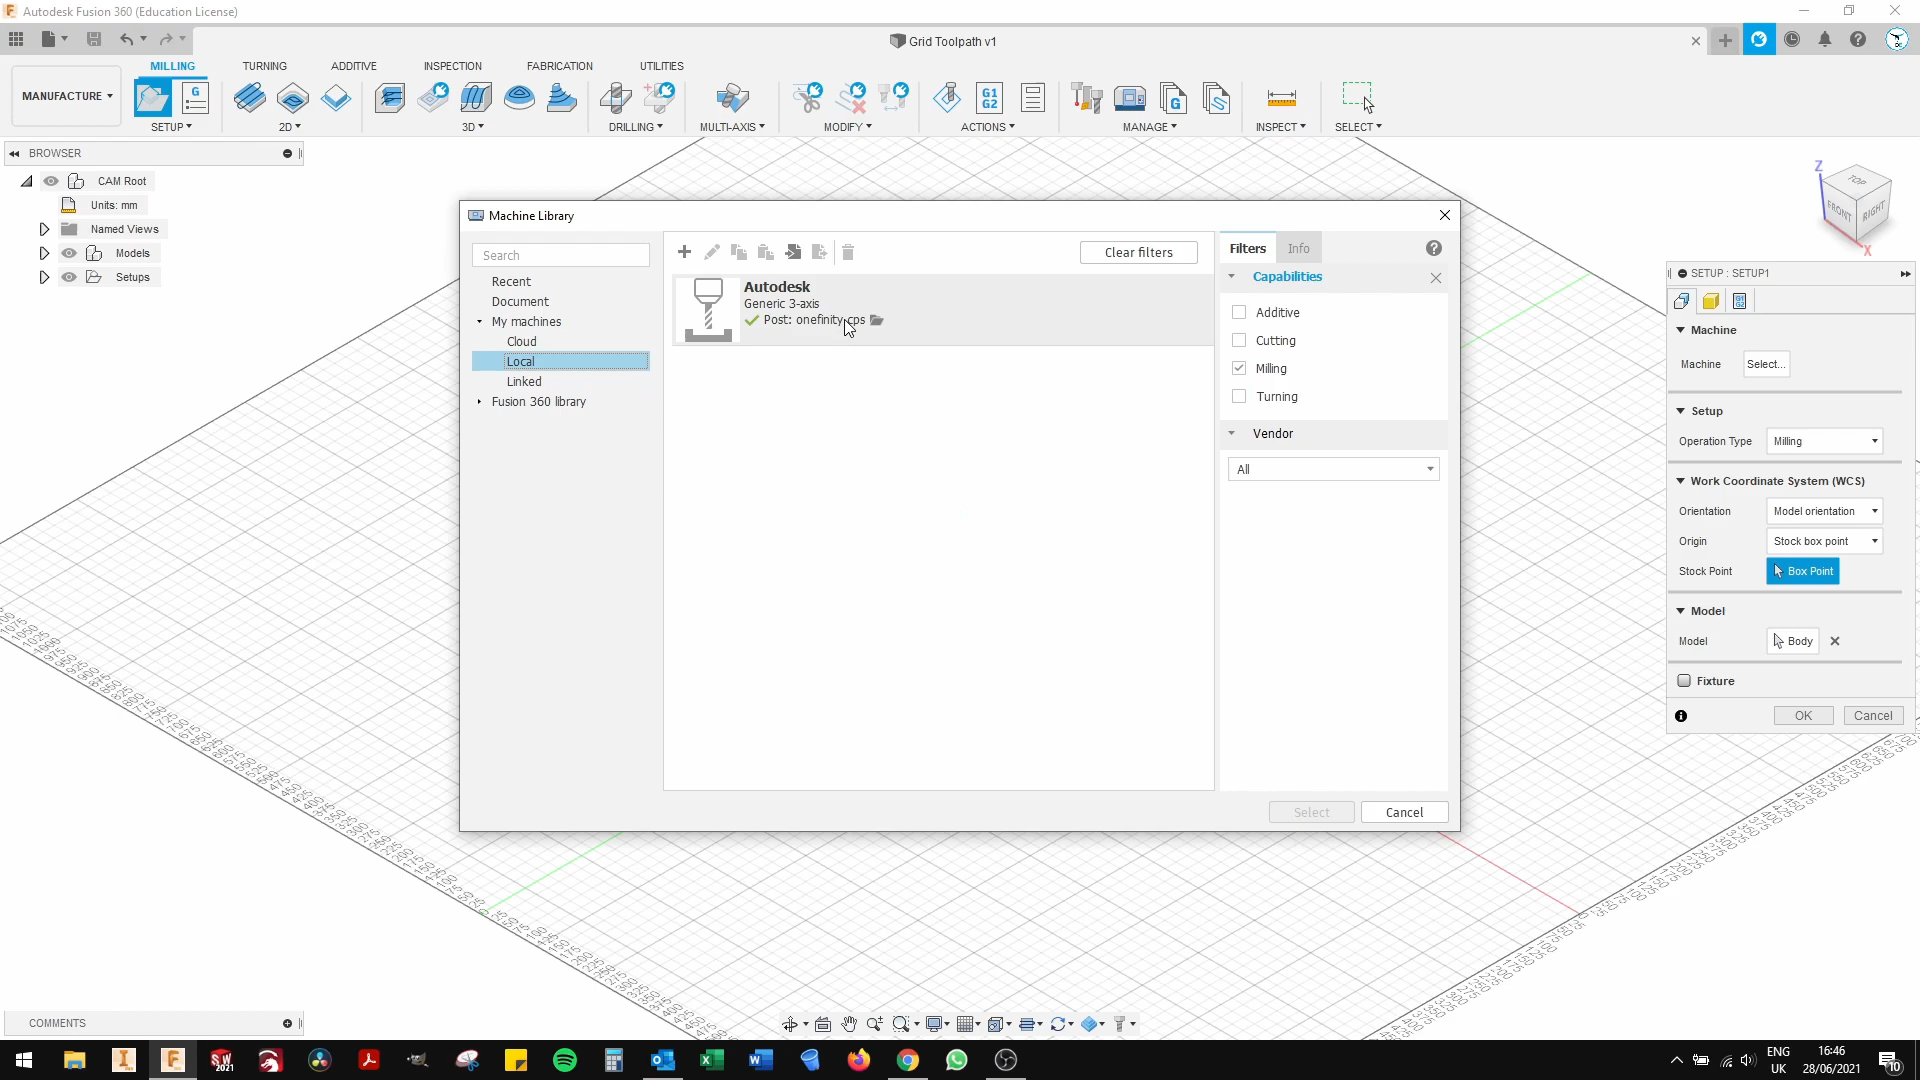 Autodesk Fusion 360 (Education License)
Grid Toolpath v1
MANUFACTURE
MILLING
TURNING
ADDITIVE
INSPECTION
FABRICATION
UTILITIES
SETUP
2D
3D
DRILLING
MULTI-AXIS
MODIFY
ACTIONS
MANAGE
INSPECT
SELECT
BROWSER
CAM Root
Units: mm
Named Views
Models
Setups
Machine Library
Search
Recent
Document
My machines
Cloud
Local
Linked
Fusion 360 library
Clear filters
Autodesk
Generic 3-axis
Post: onefinity.cps
Filters
Info
Capabilities
Additive
Cutting
Milling
Turning
Vendor
All
Select
Cancel
TOP
FRONT
RIGHT
Z
X
SETUP : SETUP1
Machine
Machine
Select...
Setup
Operation Type
Milling
Work Coordinate System (WCS)
Orientation
Model orientation
Origin
Stock box point
Stock Point
Box Point
Model
Model
Body
Fixture
OK
Cancel
COMMENTS
ENG
UK
16:46
28/06/2021
10